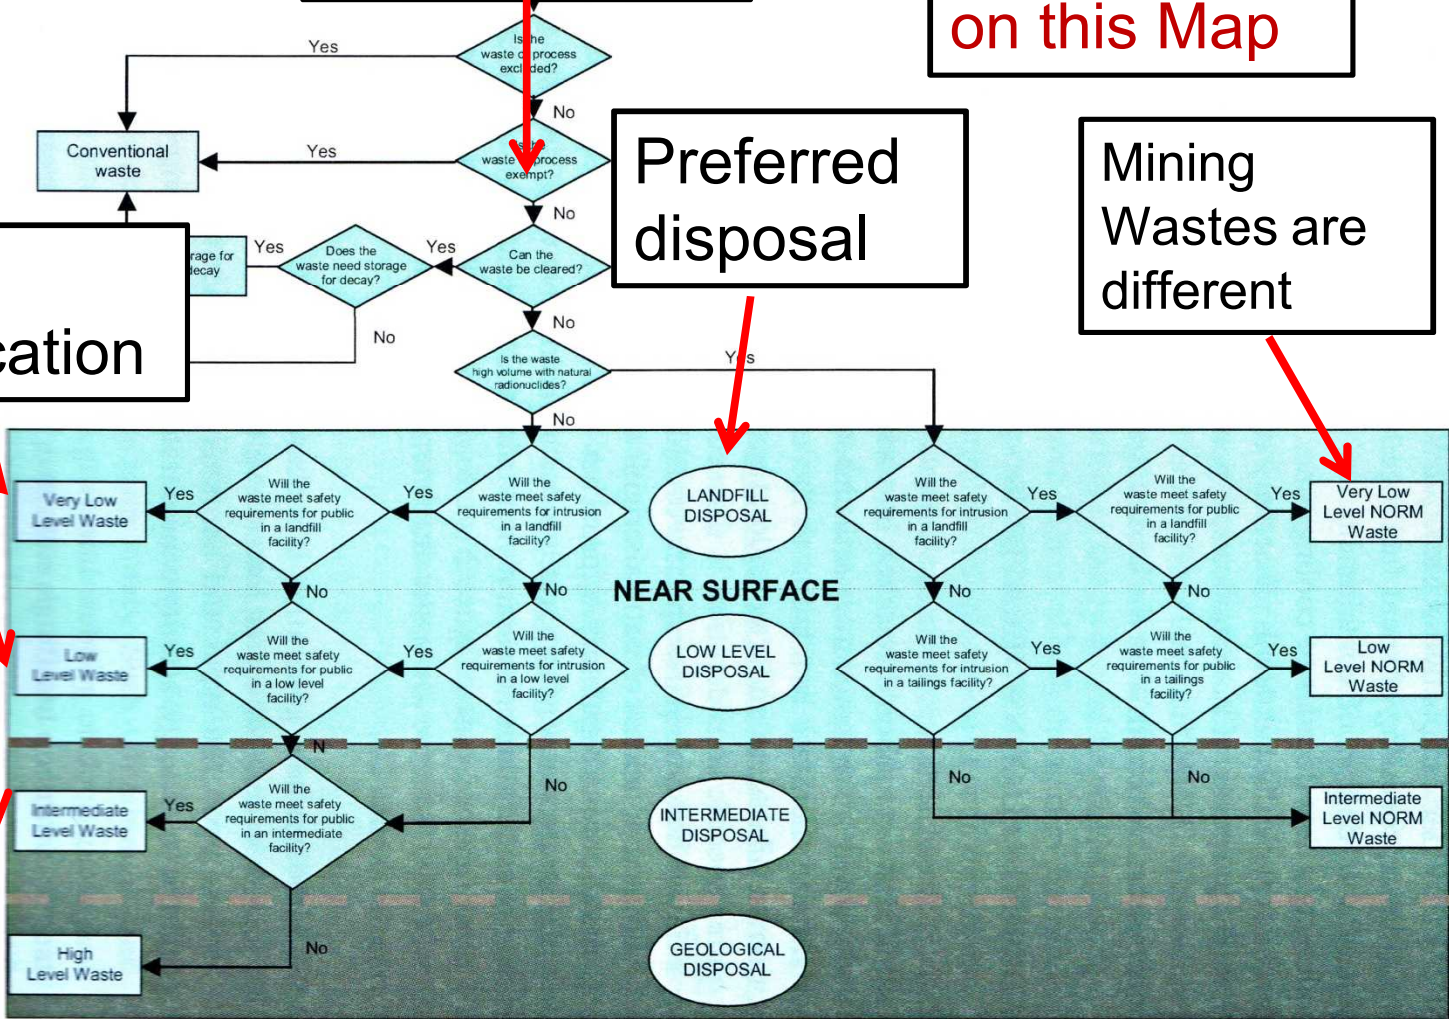 on this Map
Yes
Is the
waste or process
excluded?
No
Preferred
disposal
Mining
Wastes are
different
Conventional
waste
Yes
waste or process
exempt?
No
cation
rage for
decay
Yes
Does the
waste need storage
for decay?
Yes
Can the
waste be cleared?
No
No
Is the waste
high volume with natural
radionuclides?
Yes
No
Very Low
Level Waste
Yes
Will the
waste meet safety
requirements for public
in a landfill
facility?
Yes
Will the
waste meet safety
requirements for intrusion
in a landfill
facility?
LANDFILL
DISPOSAL
Will the
waste meet safety
requirements for intrusion
in a landfill
facility?
Yes
Will the
waste meet safety
requirements for public
in a landfill
facility?
Yes
Very Low
Level NORM
Waste
No
No
NEAR SURFACE
No
No
Low
Level Waste
Yes
Will the
waste meet safety
requirements for public
in a low level
facility?
Yes
Will the
waste meet safety
requirements for intrusion
in a low level
facility?
LOW LEVEL
DISPOSAL
Will the
waste meet safety
requirements for intrusion
in a tailings facility?
Yes
Will the
waste meet safety
requirements for public
in a tailings
facility?
Yes
Low
Level NORM
Waste
N
Intermediate
Level Waste
Yes
Will the
waste meet safety
requirements for public
in an intermediate
facility?
No
INTERMEDIATE
DISPOSAL
No
No
Intermediate
Level NORM
Waste
High
Level Waste
No
GEOLOGICAL
DISPOSAL